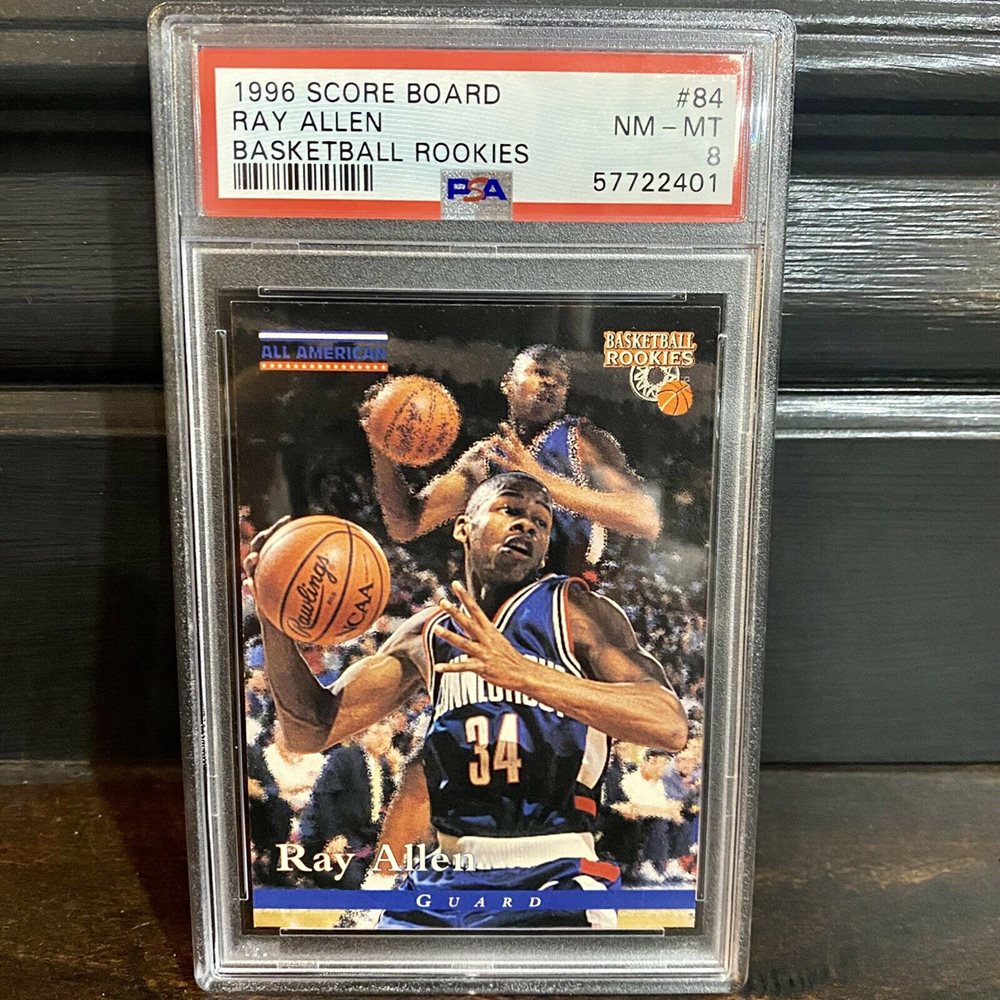 1996 SCORE BOARD #84
RAY ALLEN NM - MT
BASKETBALL ROOKIES 8
PSA 57722401
ALL AMERICAN
BASKETBALL
ROOKIES
Rawlings
NCAA
CONNECTICUT
34
Ray Allen
GUARD